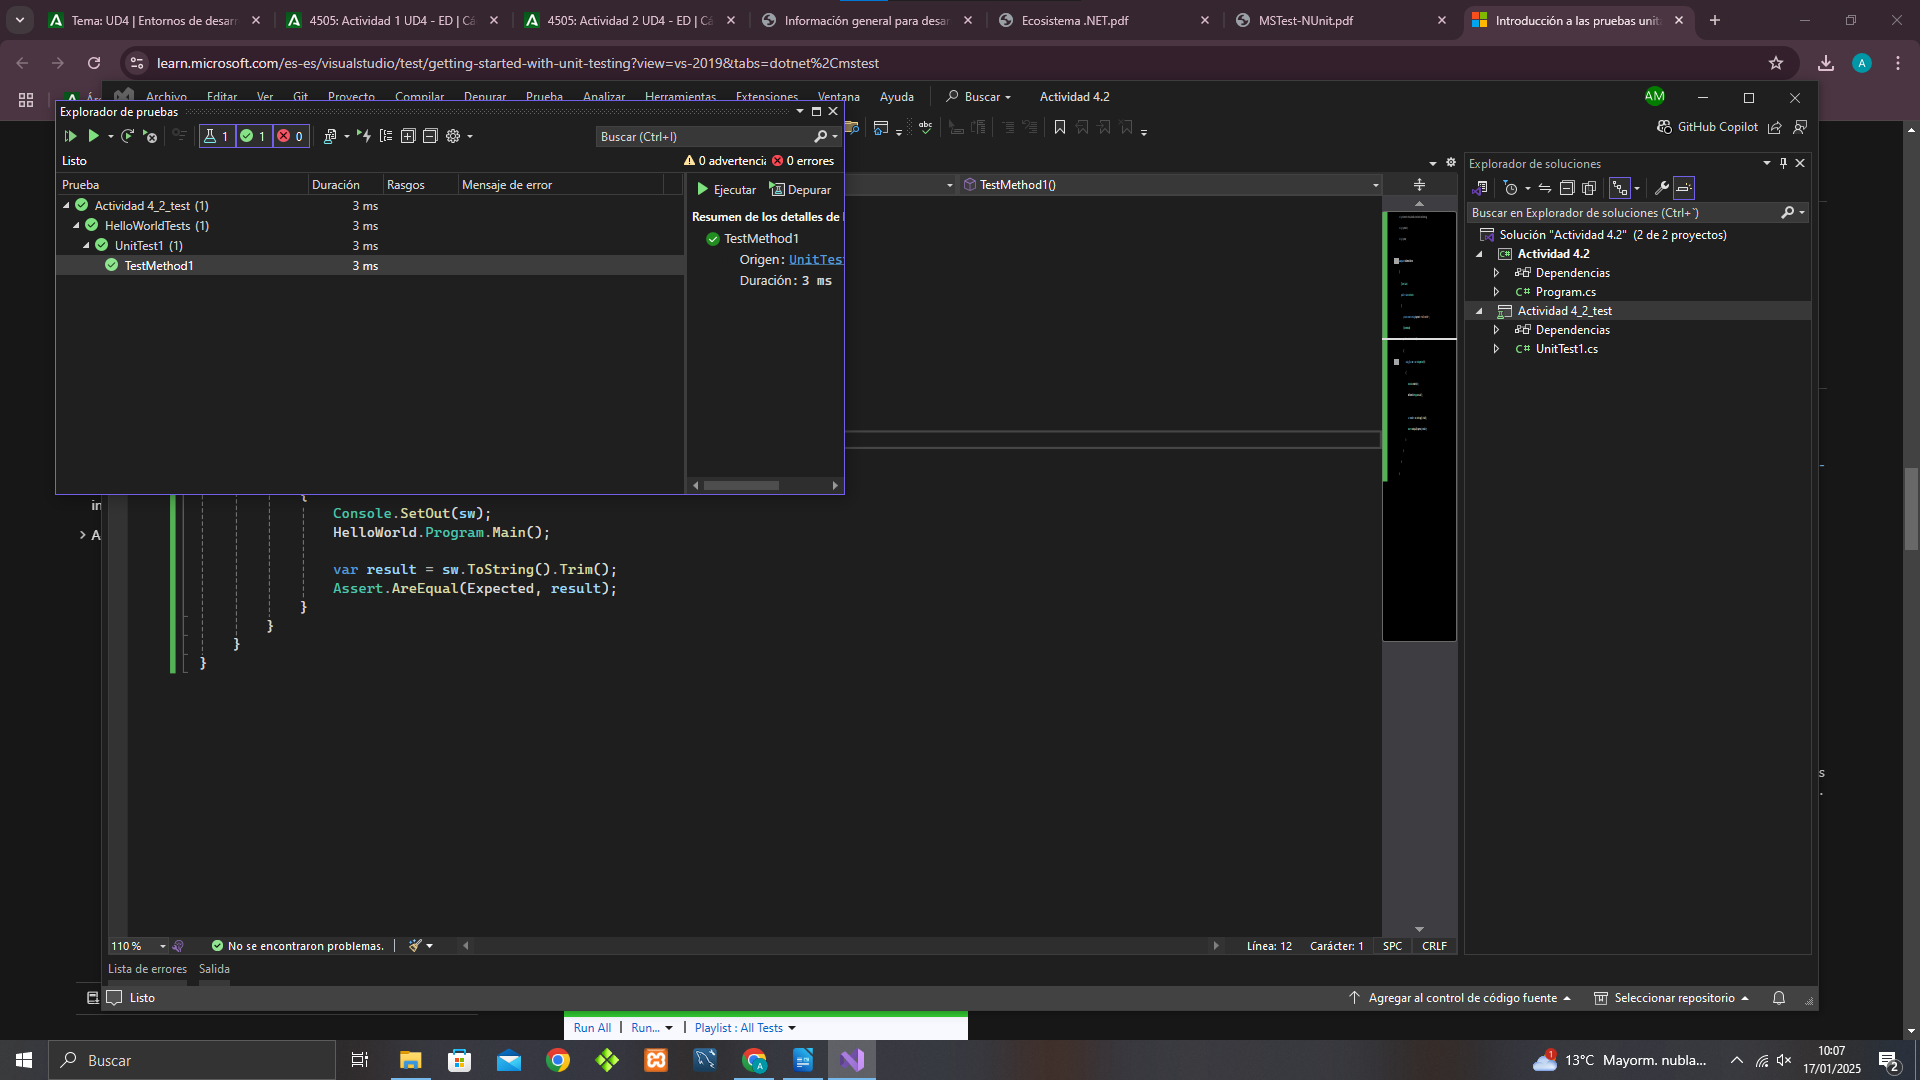 Tema: UD4 | Entornos de desarr
4505: Actividad 1 UD4 - ED | Cá
4505: Actividad 2 UD4 - ED | Cá
Información general para desar
Ecosistema .NET.pdf
MSTest-NUnit.pdf
Introducción a las pruebas unita
learn.microsoft.com/es-es/visualstudio/test/getting-started-with-unit-testing?view=vs-2019&tabs=dotnet%2Cmstest
A
Archivo Editar Ver Git Proyecto Compilar Depurar Prueba Analizar Herramientas Extensiones Ventana Ayuda Buscar Actividad 4.2 AM
Explorador de pruebas
GitHub Copilot
1 1 0
Buscar (Ctrl+I)
Listo 0 advertencia 0 errores
Explorador de soluciones
Prueba Duración Rasgos Mensaje de error
Ejecutar Depurar
TestMethod1()
Actividad 4_2_test (1) 3 ms
HelloWorldTests (1) 3 ms
UnitTest1 (1) 3 ms
TestMethod1 3 ms
Resumen de los detalles de l
TestMethod1
Origen: UnitTes
Duración: 3 ms
Buscar en Explorador de soluciones (Ctrl+`)
Solución "Actividad 4.2" (2 de 2 proyectos)
Actividad 4.2
Dependencias
C# Program.cs
Actividad 4_2_test
Dependencias
C# UnitTest1.cs
in
A
{
Console.SetOut(sw);
HelloWorld.Program.Main();
var result = sw.ToString().Trim();
Assert.AreEqual(Expected, result);
}
}
}
}
110 % No se encontraron problemas. Línea: 12 Carácter: 1 SPC CRLF
Lista de errores Salida
Listo Agregar al control de código fuente Seleccionar repositorio
Run All | Run... | Playlist : All Tests
Buscar
1 13°C Mayorm. nubla...
10:07
17/01/2025
2